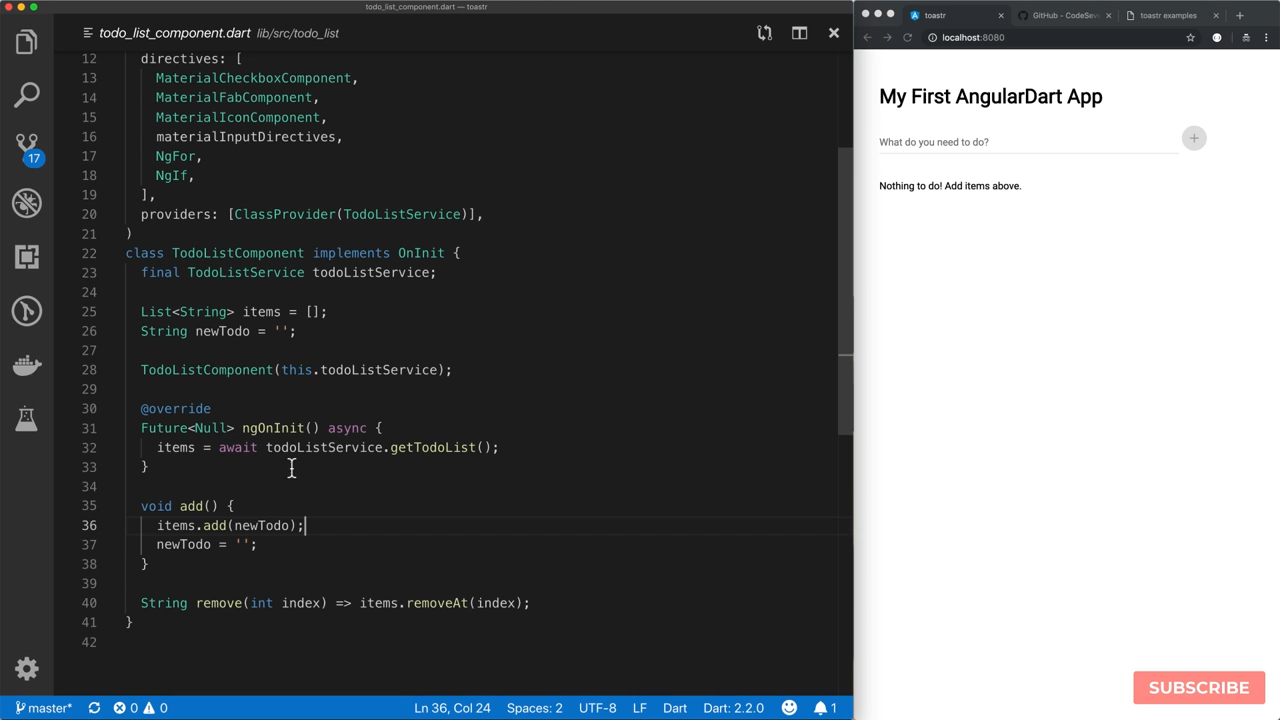 todo_list_component.dart — toastr
todo_list_component.dart lib/src/todo_list
12 directives: [
13 MaterialCheckboxComponent,
14 MaterialFabComponent,
15 MaterialIconComponent,
16 materialInputDirectives,
17 NgFor,
18 NgIf,
19 ],
20 providers: [ClassProvider(TodoListService)],
21 )
22 class TodoListComponent implements OnInit {
23 final TodoListService todoListService;
24
25 List<String> items = [];
26 String newTodo = '';
27
28 TodoListComponent(this.todoListService);
29
30 @override
31 Future<Null> ngOnInit() async {
32 items = await todoListService.getTodoList();
33 }
34
35 void add() {
36 items.add(newTodo);
37 newTodo = '';
38 }
39
40 String remove(int index) => items.removeAt(index);
41 }
42
17
master* 0 0 Ln 36, Col 24 Spaces: 2 UTF-8 LF Dart Dart: 2.2.0 1
toastr GitHub - CodeSev toastr examples
localhost:8080
My First AngularDart App
What do you need to do?
Nothing to do! Add items above.
SUBSCRIBE